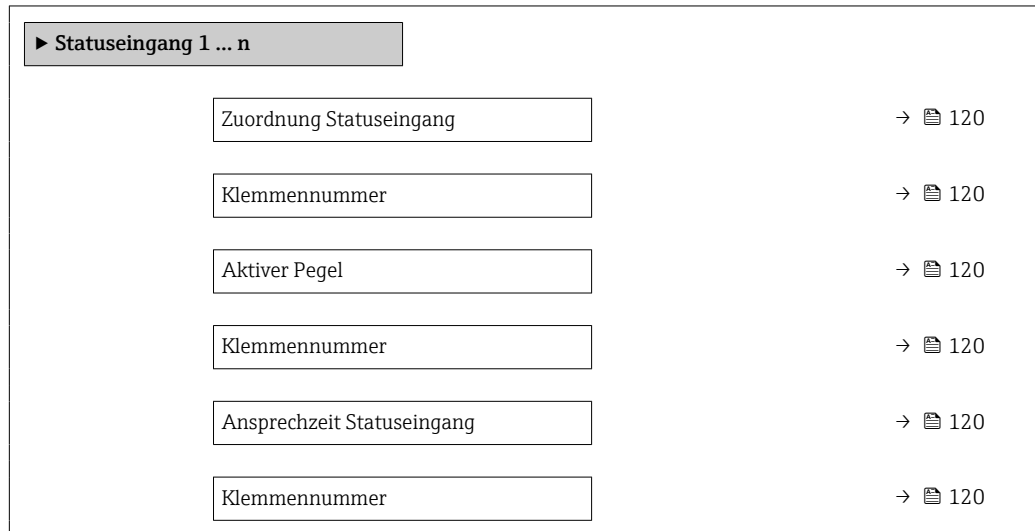 ▶ Statuseingang 1 ... n
Zuordnung Statuseingang → 120
Klemmennummer → 120
Aktiver Pegel → 120
Klemmennummer → 120
Ansprechzeit Statuseingang → 120
Klemmennummer → 120